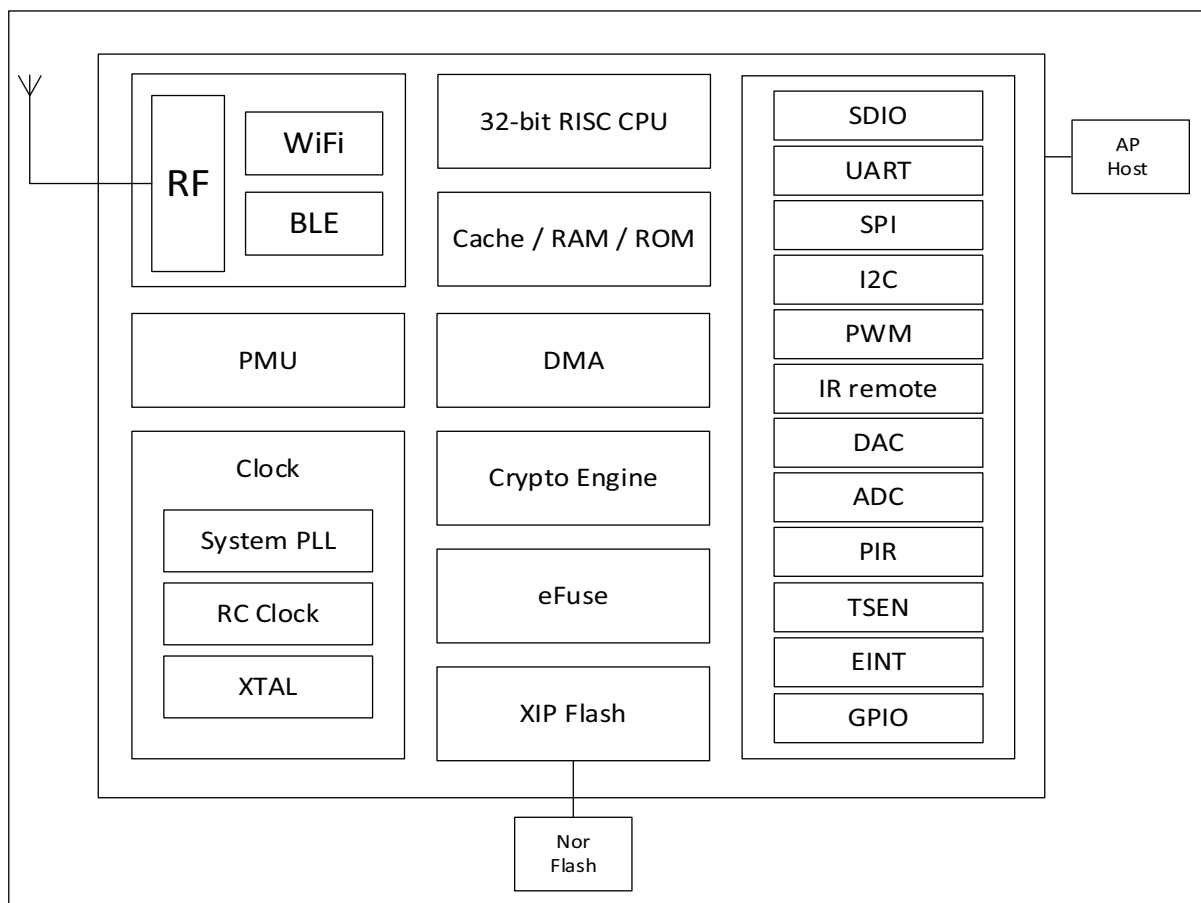 RF
WiFi
BLE
PMU
Clock
System PLL
RC Clock
XTAL
32-bit RISC CPU
Cache / RAM / ROM
DMA
Crypto Engine
eFuse
XIP Flash
Nor
Flash
SDIO
UART
SPI
I2C
PWM
IR remote
DAC
ADC
PIR
TSEN
EINT
GPIO
AP
Host